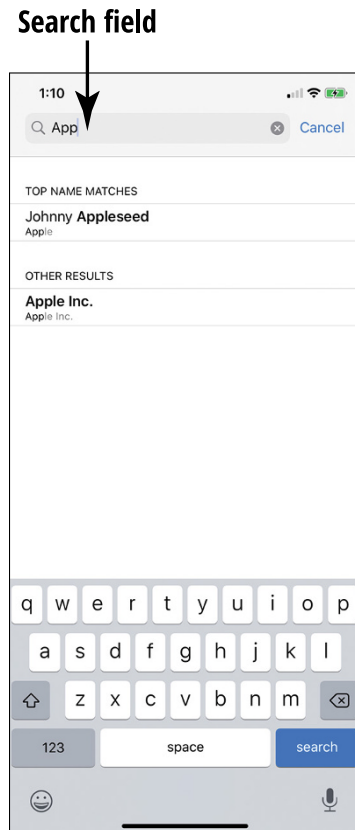 Search field
1:10
App
Cancel
TOP NAME MATCHES
Johnny Appleseed
Apple
OTHER RESULTS
Apple Inc.
Apple Inc.
q w e r t y u i o p
a s d f g h j k l
z x c v b n m
123 space search